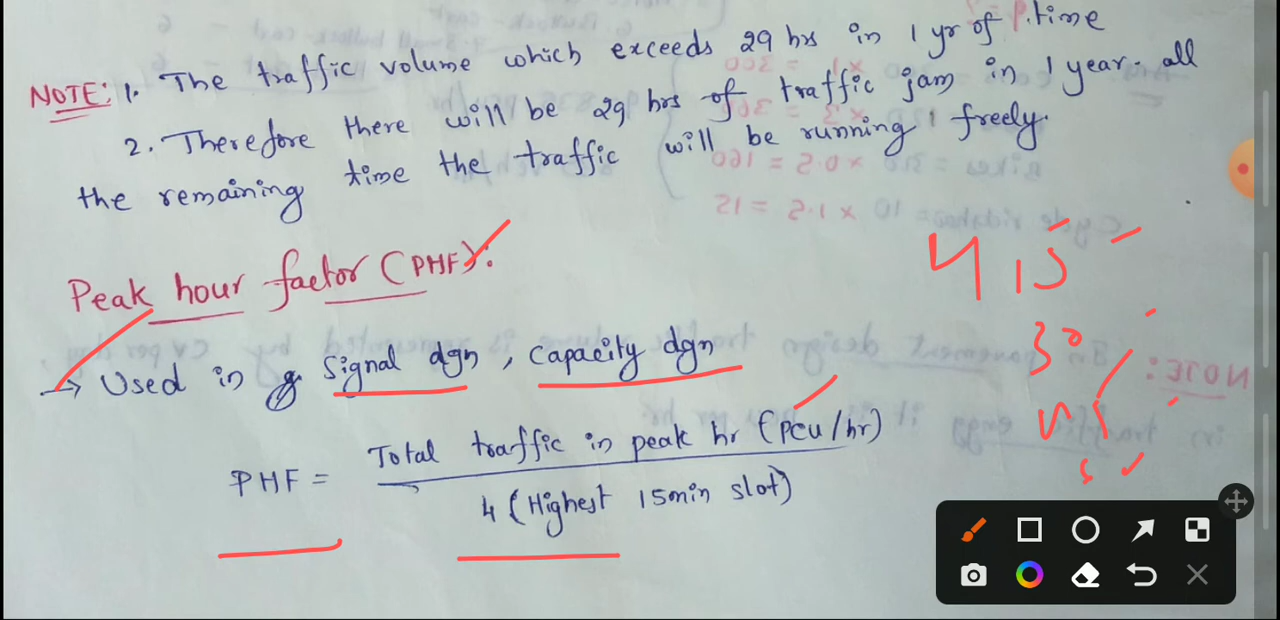 NOTE: 1. The traffic volume which exceeds 29 hrs in 1 yr of p.time
2. Therefore there will be 29 hrs of traffic jam in 1 year. all
the remaining time the traffic will be running freely.
Peak hour factor (PHF):
→ Used in signal dgn, capacity dgn
PHF = Total traffic in peak hr (PCU/hr)
4 (Highest 15min slot)
4 15
30